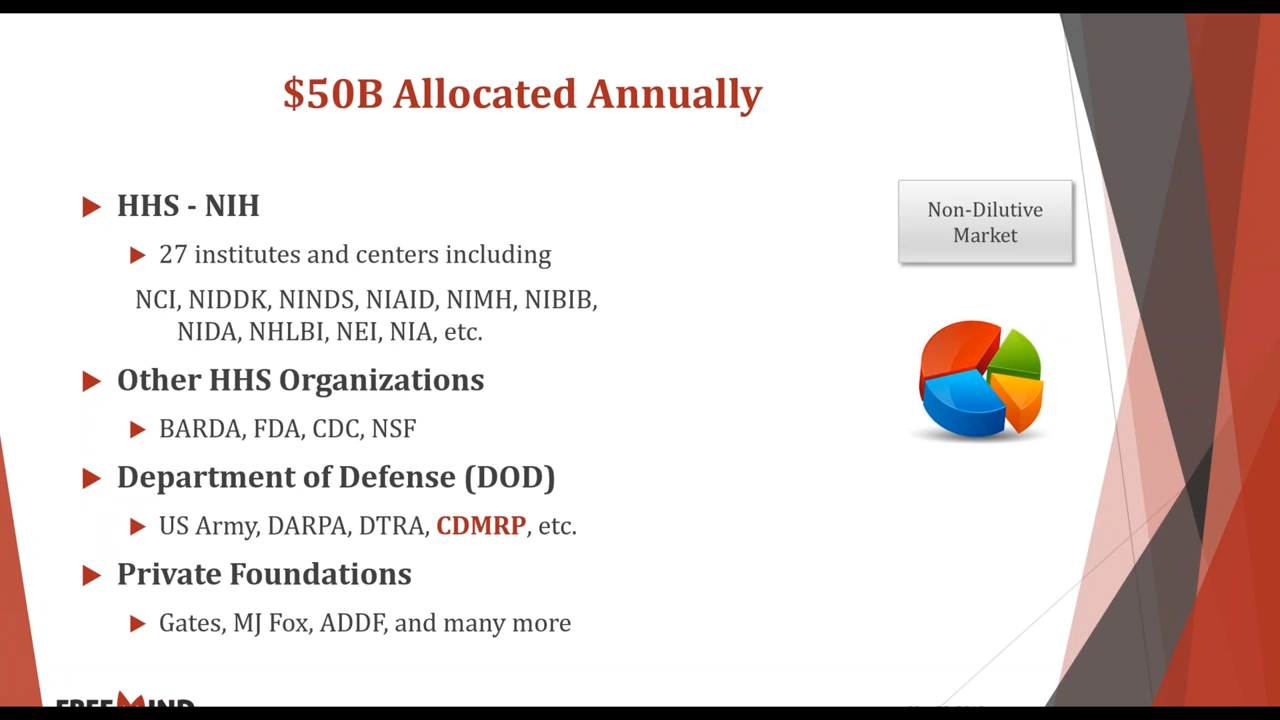 $50B Allocated Annually
HHS - NIH
27 institutes and centers including
NCI, NIDDK, NINDS, NIAID, NIMH, NIBIB,
NIDA, NHLBI, NEI, NIA, etc.
Other HHS Organizations
BARDA, FDA, CDC, NSF
Department of Defense (DOD)
US Army, DARPA, DTRA, CDMRP, etc.
Private Foundations
Gates, MJ Fox, ADDF, and many more
Non-Dilutive
Market
FREEMIND